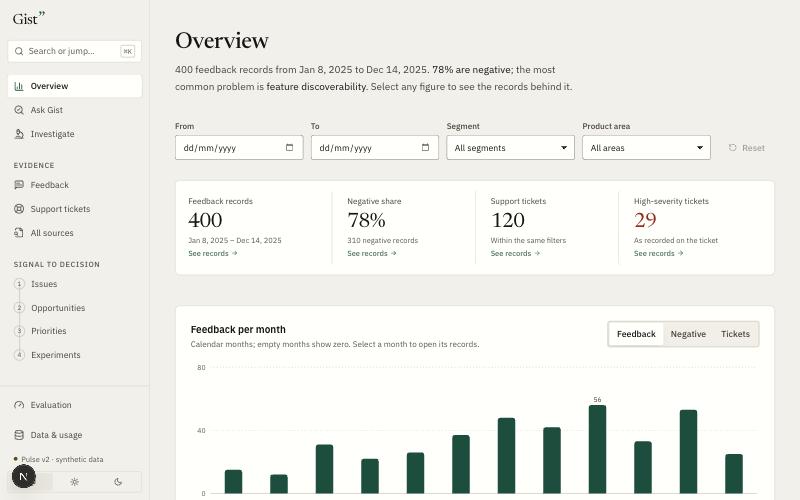 Gist”
Search or jump... ⌘K
Overview
Ask Gist
Investigate
EVIDENCE
Feedback
Support tickets
All sources
SIGNAL TO DECISION
1 Issues
2 Opportunities
3 Priorities
4 Experiments
Evaluation
Data & usage
Pulse v2 · synthetic data
N
Overview
400 feedback records from Jan 8, 2025 to Dec 14, 2025. 78% are negative; the most
common problem is feature discoverability. Select any figure to see the records behind it.
From To Segment Product area
dd/mm/yyyy dd/mm/yyyy All segments All areas Reset
Feedback records Negative share Support tickets High-severity tickets
400 78% 120 29
Jan 8, 2025 – Dec 14, 2025 310 negative records Within the same filters As recorded on the ticket
See records → See records → See records → See records →
Feedback per month
Calendar months; empty months show zero. Select a month to open its records.
Feedback Negative Tickets
80
56
40
0